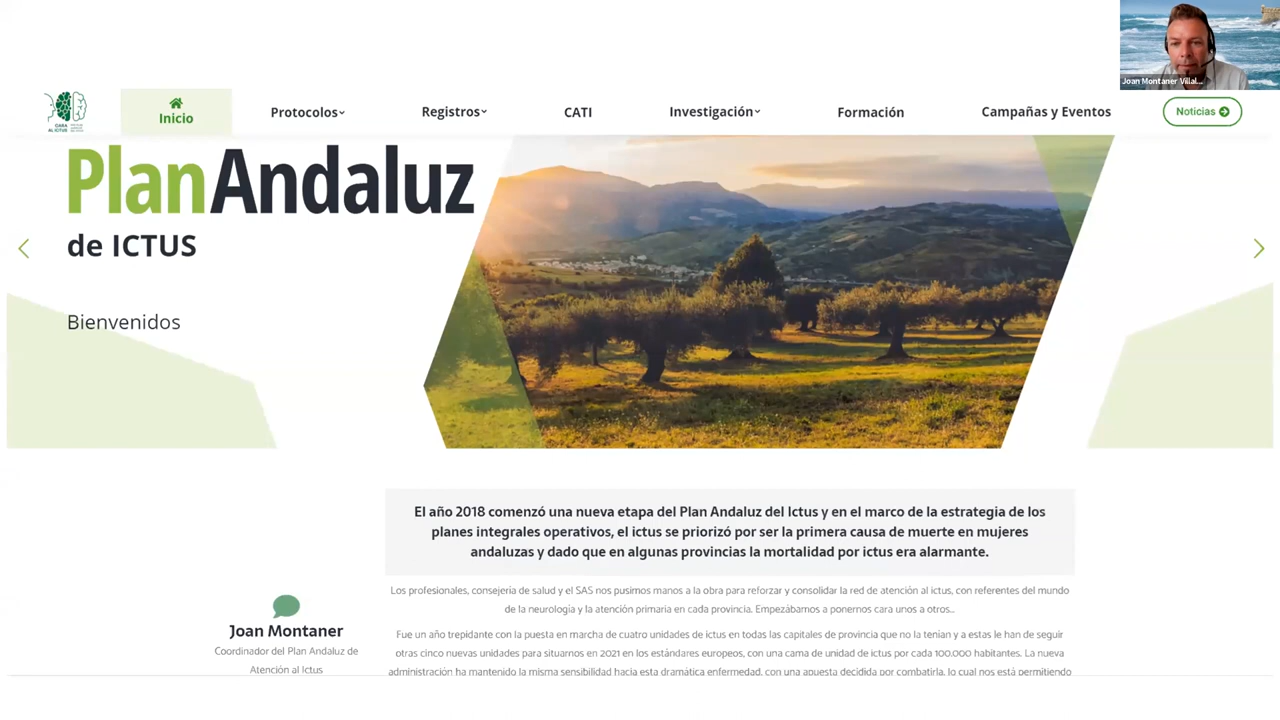 Joan Montaner Villal...
CARA
AL ICTUS
Inicio
Protocolos
Registros
CATI
Investigación
Formación
Campañas y Eventos
Noticias
PlanAndaluz
de ICTUS
Bienvenidos
El año 2018 comenzó una nueva etapa del Plan Andaluz del Ictus y en el marco de la estrategia de los
planes integrales operativos, el ictus se priorizó por ser la primera causa de muerte en mujeres
andaluzas y dado que en algunas provincias la mortalidad por ictus era alarmante.
Los profesionales, consejería de salud y el SAS nos pusimos manos a la obra para reforzar y consolidar la red de atención al ictus, con referentes del mundo
de la neurología y la atención primaria en cada provincia. Empezábamos a ponernos cara unos a otros...
Joan Montaner
Coordinador del Plan Andaluz de
Atención al Ictus
Fue un año trepidante con la puesta en marcha de cuatro unidades de ictus en todas las capitales de provincia que no la tenían y a estas le han de seguir
otras cinco nuevas unidades para situarnos en 2021 en los estándares europeos, con una cama de unidad de ictus por cada 100.000 habitantes. La nueva
administración ha mantenido la misma sensibilidad hacia esta dramática enfermedad, con una apuesta decidida por combatirla, lo cual nos está permitiendo